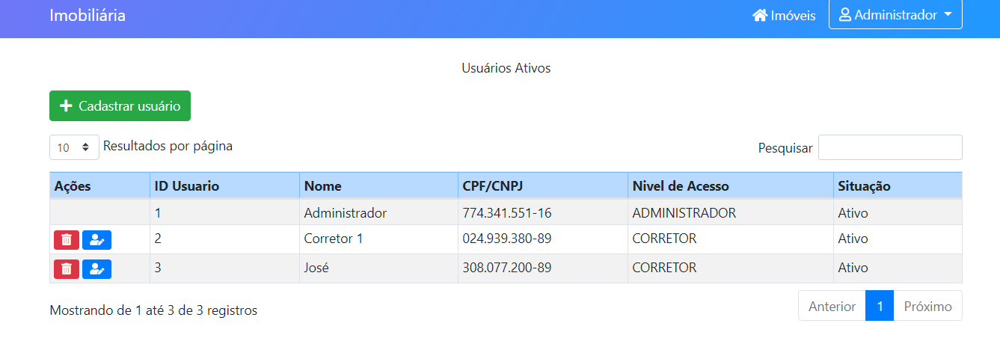 Imobiliária Imóveis Administrador
Usuários Ativos
Cadastrar usuário
10 Resultados por página Pesquisar
Ações ID Usuario Nome CPF/CNPJ Nivel de Acesso Situação
1 Administrador 774.341.551-16 ADMINISTRADOR Ativo
2 Corretor 1 024.939.380-89 CORRETOR Ativo
3 José 308.077.200-89 CORRETOR Ativo
Mostrando de 1 até 3 de 3 registros Anterior 1 Próximo